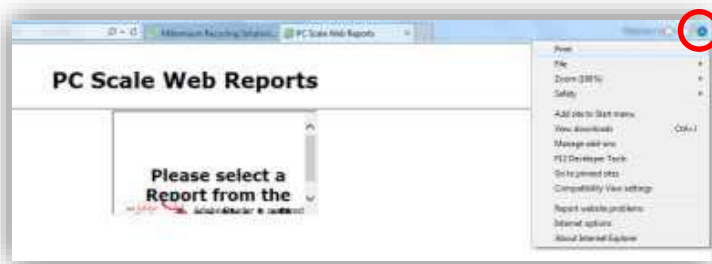 Millennium Recycling Solutions... PC Scale Web Reports
Print
File
Zoom (100%)
Safety
Add site to Start menu
View downloads Ctrl+J
Manage add-ons
F12 Developer Tools
Go to pinned sites
Compatibility View settings
Report website problems
Internet options
About Internet Explorer
PC Scale Web Reports
Please select a
Report from the